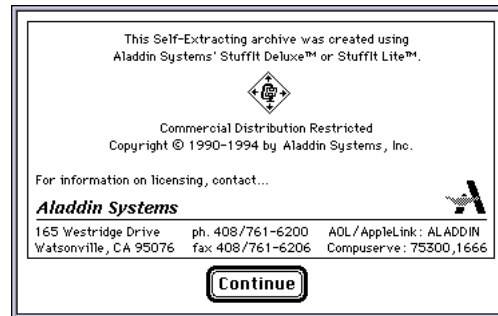 This Self-Extracting archive was created using
Aladdin Systems' StuffIt Deluxe™ or StuffIt Lite™.
Commercial Distribution Restricted
Copyright © 1990-1994 by Aladdin Systems, Inc.
For information on licensing, contact...
Aladdin Systems
165 Westridge Drive ph. 408/761-6200 AOL/AppleLink: ALADDIN
Watsonville, CA 95076 fax 408/761-6206 Compuserve: 75300,1666
Continue